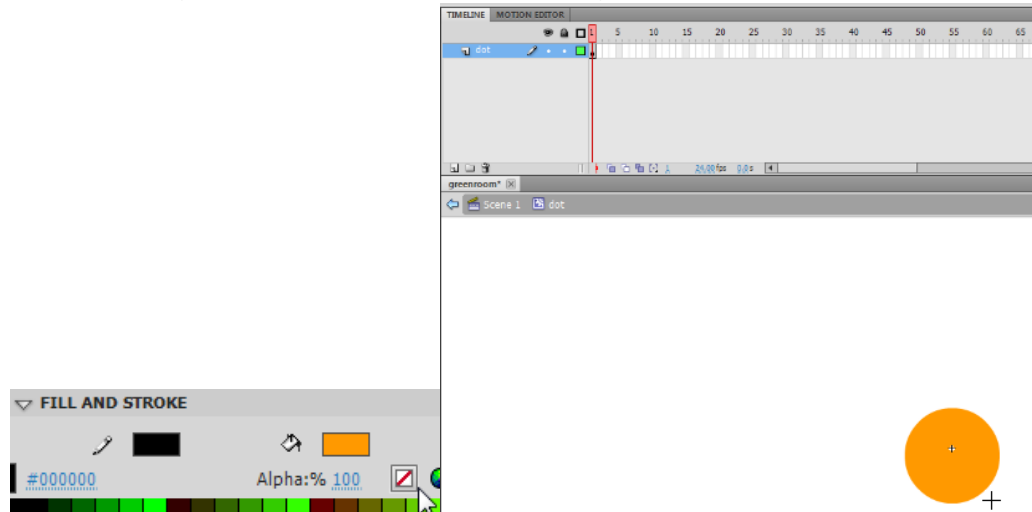 TIMELINE MOTION EDITOR
1 5 10 15 20 25 30 35 40 45 50 55 60 65
dot
1 24.00 fps 0.0 s
greenroom*
Scene 1 dot
FILL AND STROKE
#000000 Alpha:% 100